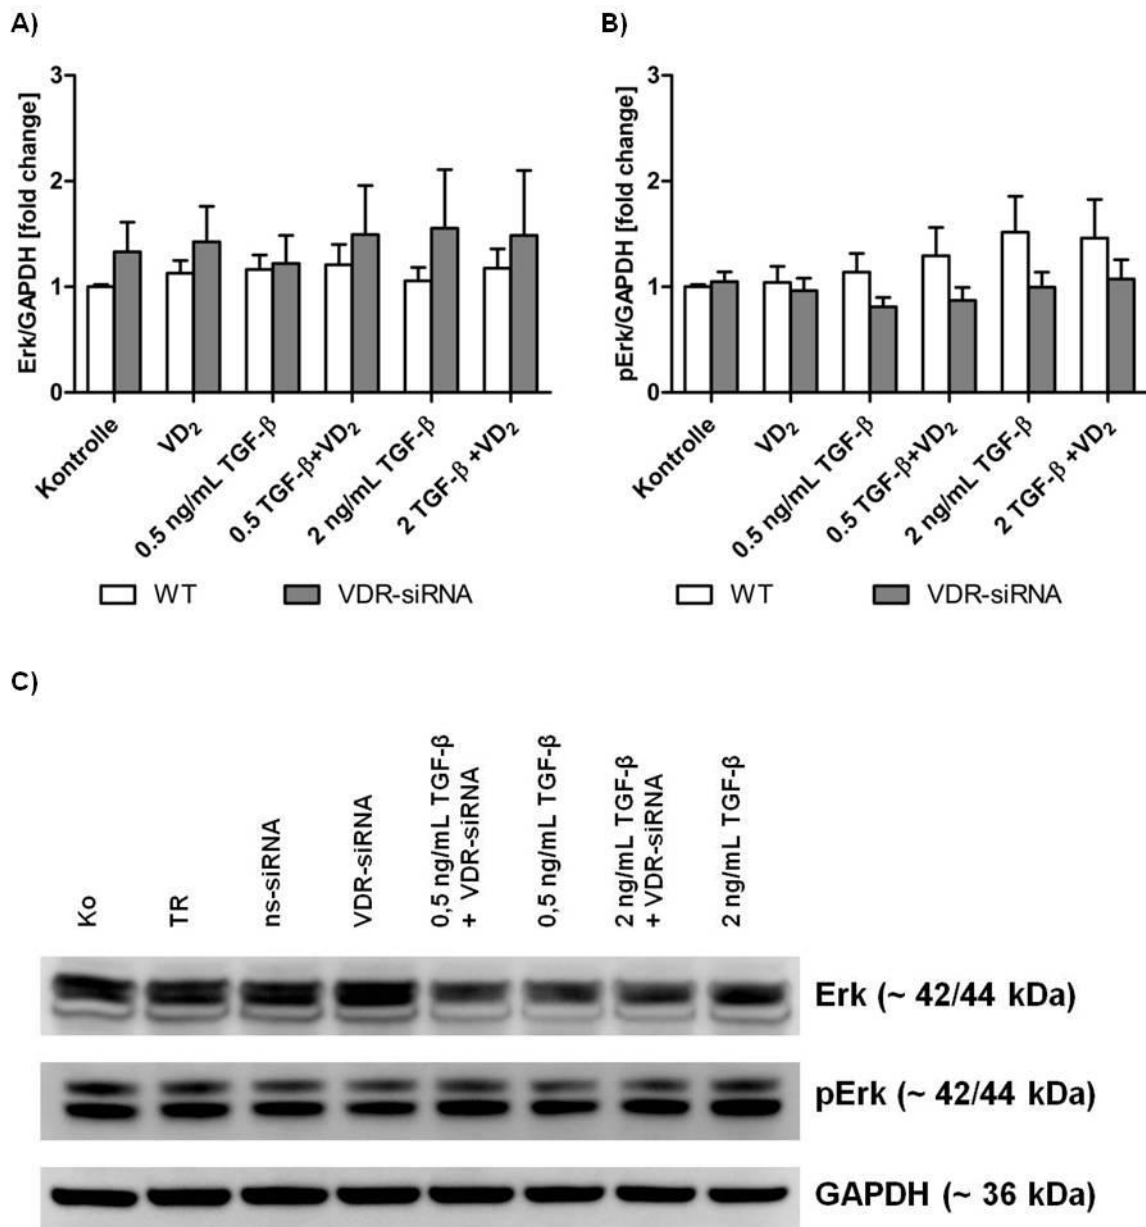 A)
Erk/GAPDH [fold change]
3
2
1
0
Kontrolle
VD₂
0.5 ng/mL TGF-β
0.5 TGF-β+VD₂
2 ng/mL TGF-β
2 TGF-β +VD₂
WT
VDR-siRNA
B)
pErk/GAPDH [fold change]
3
2
1
0
Kontrolle
VD₂
0.5 ng/mL TGF-β
0.5 TGF-β+VD₂
2 ng/mL TGF-β
2 TGF-β +VD₂
WT
VDR-siRNA
C)
Ko
TR
ns-siRNA
VDR-siRNA
0,5 ng/mL TGF-β
+ VDR-siRNA
0,5 ng/mL TGF-β
2 ng/mL TGF-β
+ VDR-siRNA
2 ng/mL TGF-β
Erk (~ 42/44 kDa)
pErk (~ 42/44 kDa)
GAPDH (~ 36 kDa)